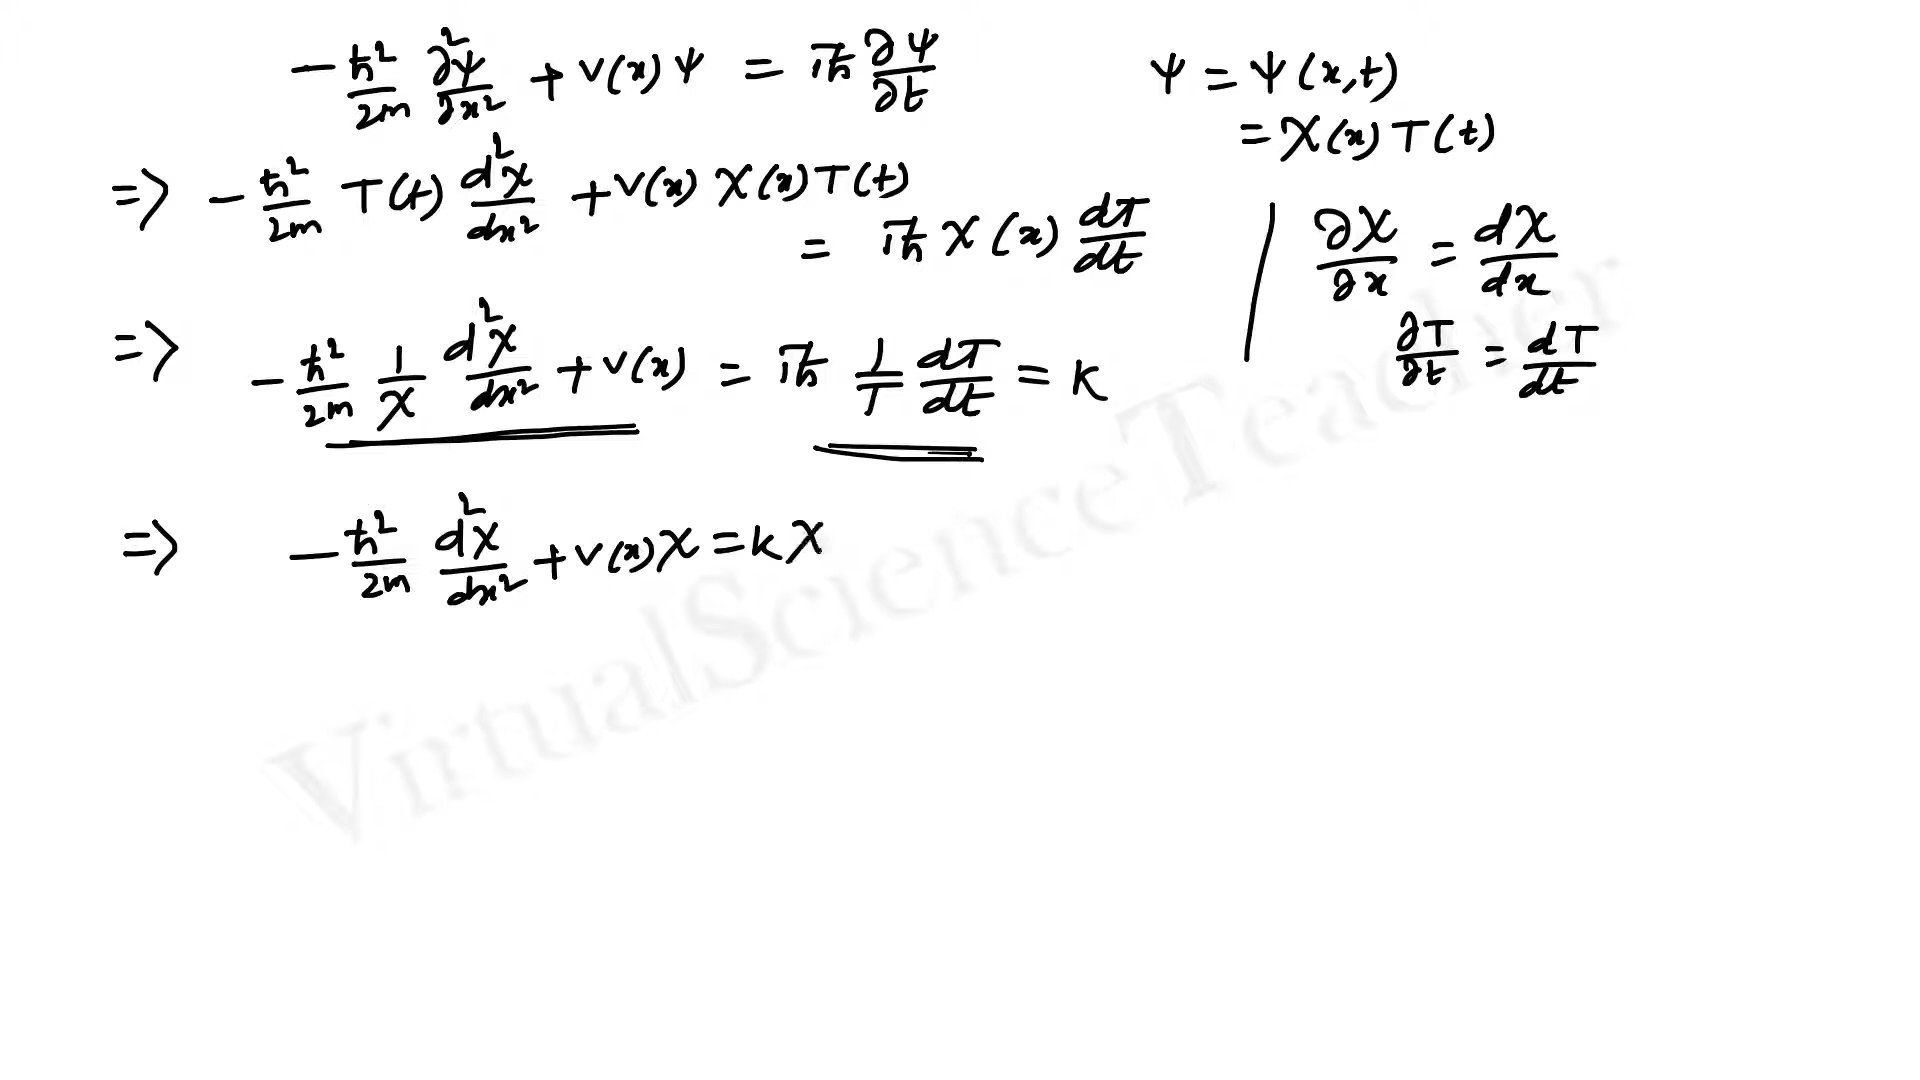 -ħ²/2m ∂²ψ/∂x² + V(x) ψ = iħ ∂ψ/∂t
ψ = ψ(x,t)
= X(x) T(t)
=> -ħ²/2m T(t) d²X/dx² + V(x) X(x) T(t)
= iħ X(x) dT/dt
∂X/∂x = dX/dx
∂T/∂t = dT/dt
=> -ħ²/2m 1/X d²X/dx² + V(x) = iħ 1/T dT/dt = K
=> -ħ²/2m d²X/dx² + V(x) X = K X
VirtualScienceTeacher